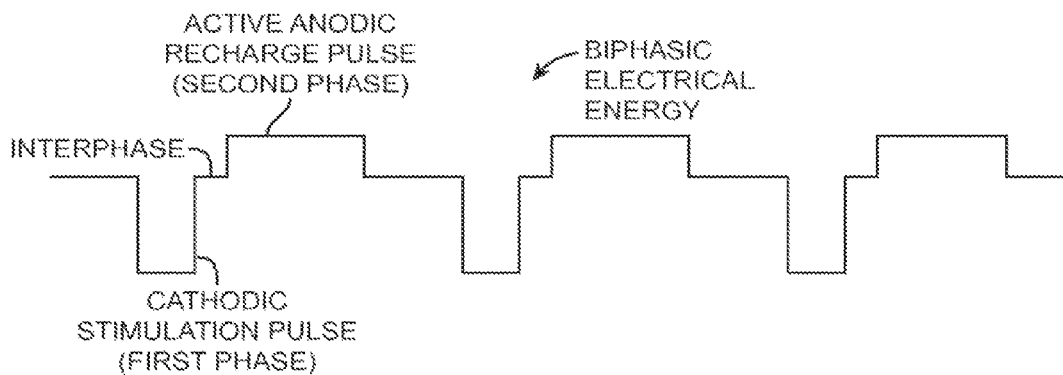 ACTIVE ANODIC
RECHARGE PULSE
(SECOND PHASE)
BIPHASIC
ELECTRICAL
ENERGY
INTERPHASE
CATHODIC
STIMULATION PULSE
(FIRST PHASE)